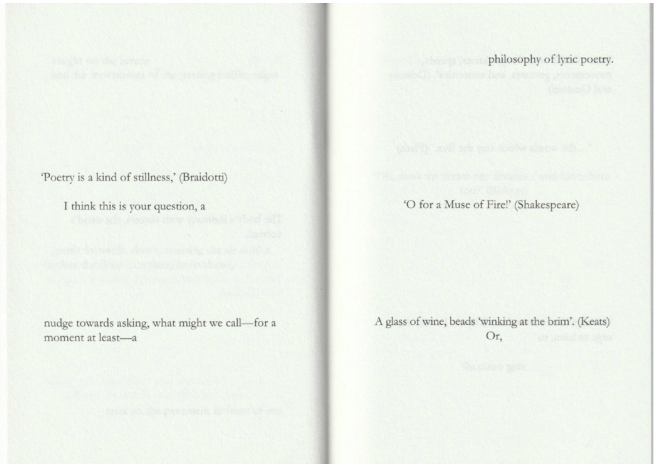 ‘Poetry is a kind of stillness,’ (Braidotti)
I think this is your question, a
nudge towards asking, what might we call—for a
moment at least—a
philosophy of lyric poetry.
‘O for a Muse of Fire!’ (Shakespeare)
A glass of wine, beads ‘winking at the brim’. (Keats)
Or,